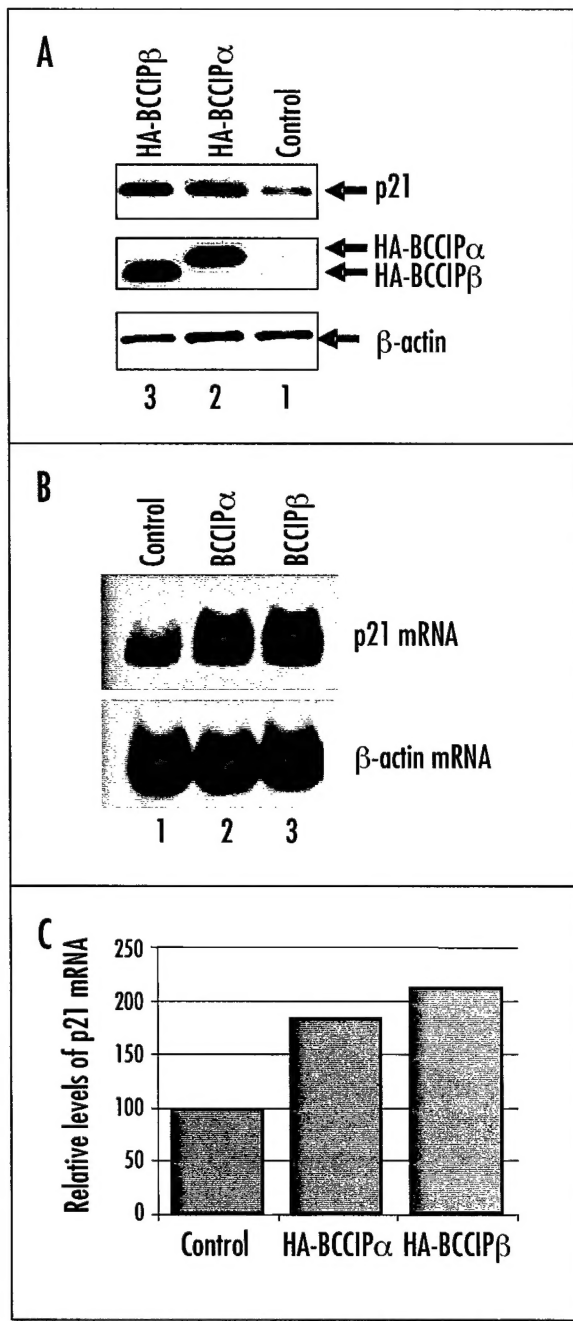 A
HA-BCCIPβ
HA-BCCIPα
Control
p21
HA-BCCIPα
HA-BCCIPβ
β-actin
3 2 1
B
Control
BCCIPα
BCCIPβ
p21 mRNA
β-actin mRNA
1 2 3
C
Relative levels of p21 mRNA
250
200
150
100
50
0
Control HA-BCCIPα HA-BCCIPβ